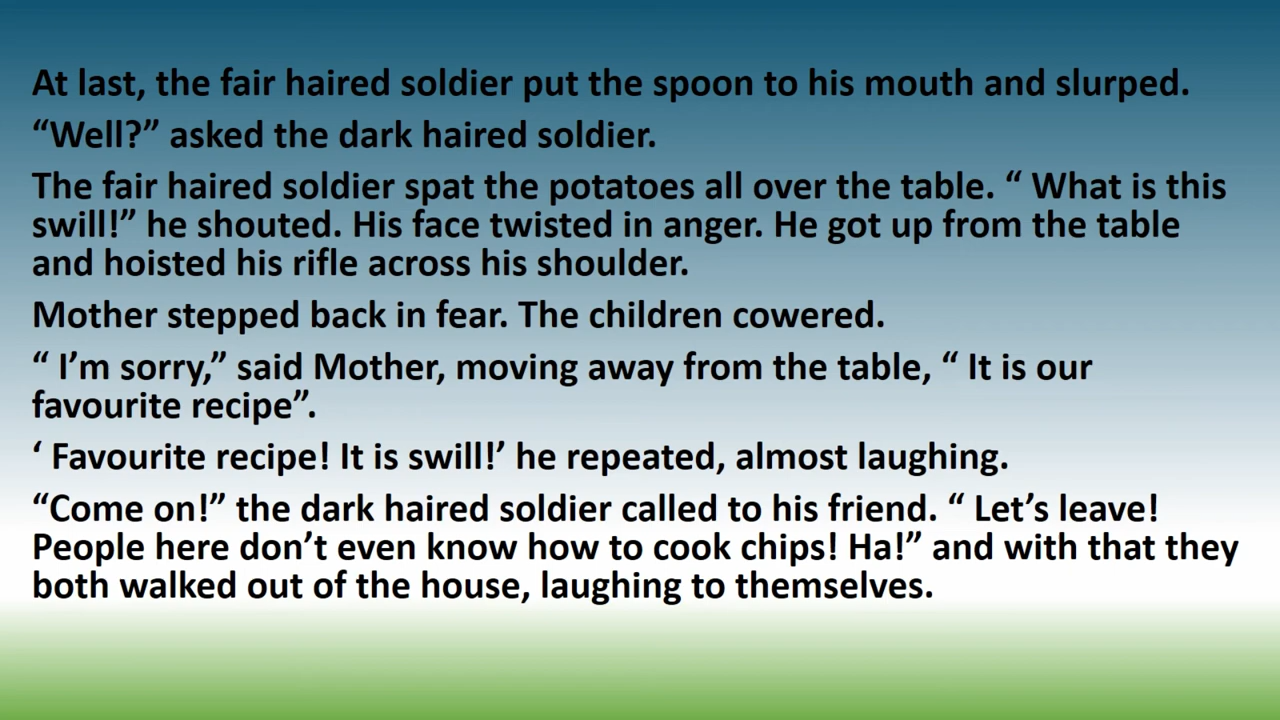 At last, the fair haired soldier put the spoon to his mouth and slurped.
“Well?” asked the dark haired soldier.
The fair haired soldier spat the potatoes all over the table. “ What is this
swill!” he shouted. His face twisted in anger. He got up from the table
and hoisted his rifle across his shoulder.
Mother stepped back in fear. The children cowered.
“ I’m sorry,” said Mother, moving away from the table, “ It is our
favourite recipe”.
‘ Favourite recipe! It is swill!’ he repeated, almost laughing.
“Come on!” the dark haired soldier called to his friend. “ Let’s leave!
People here don’t even know how to cook chips! Ha!” and with that they
both walked out of the house, laughing to themselves.